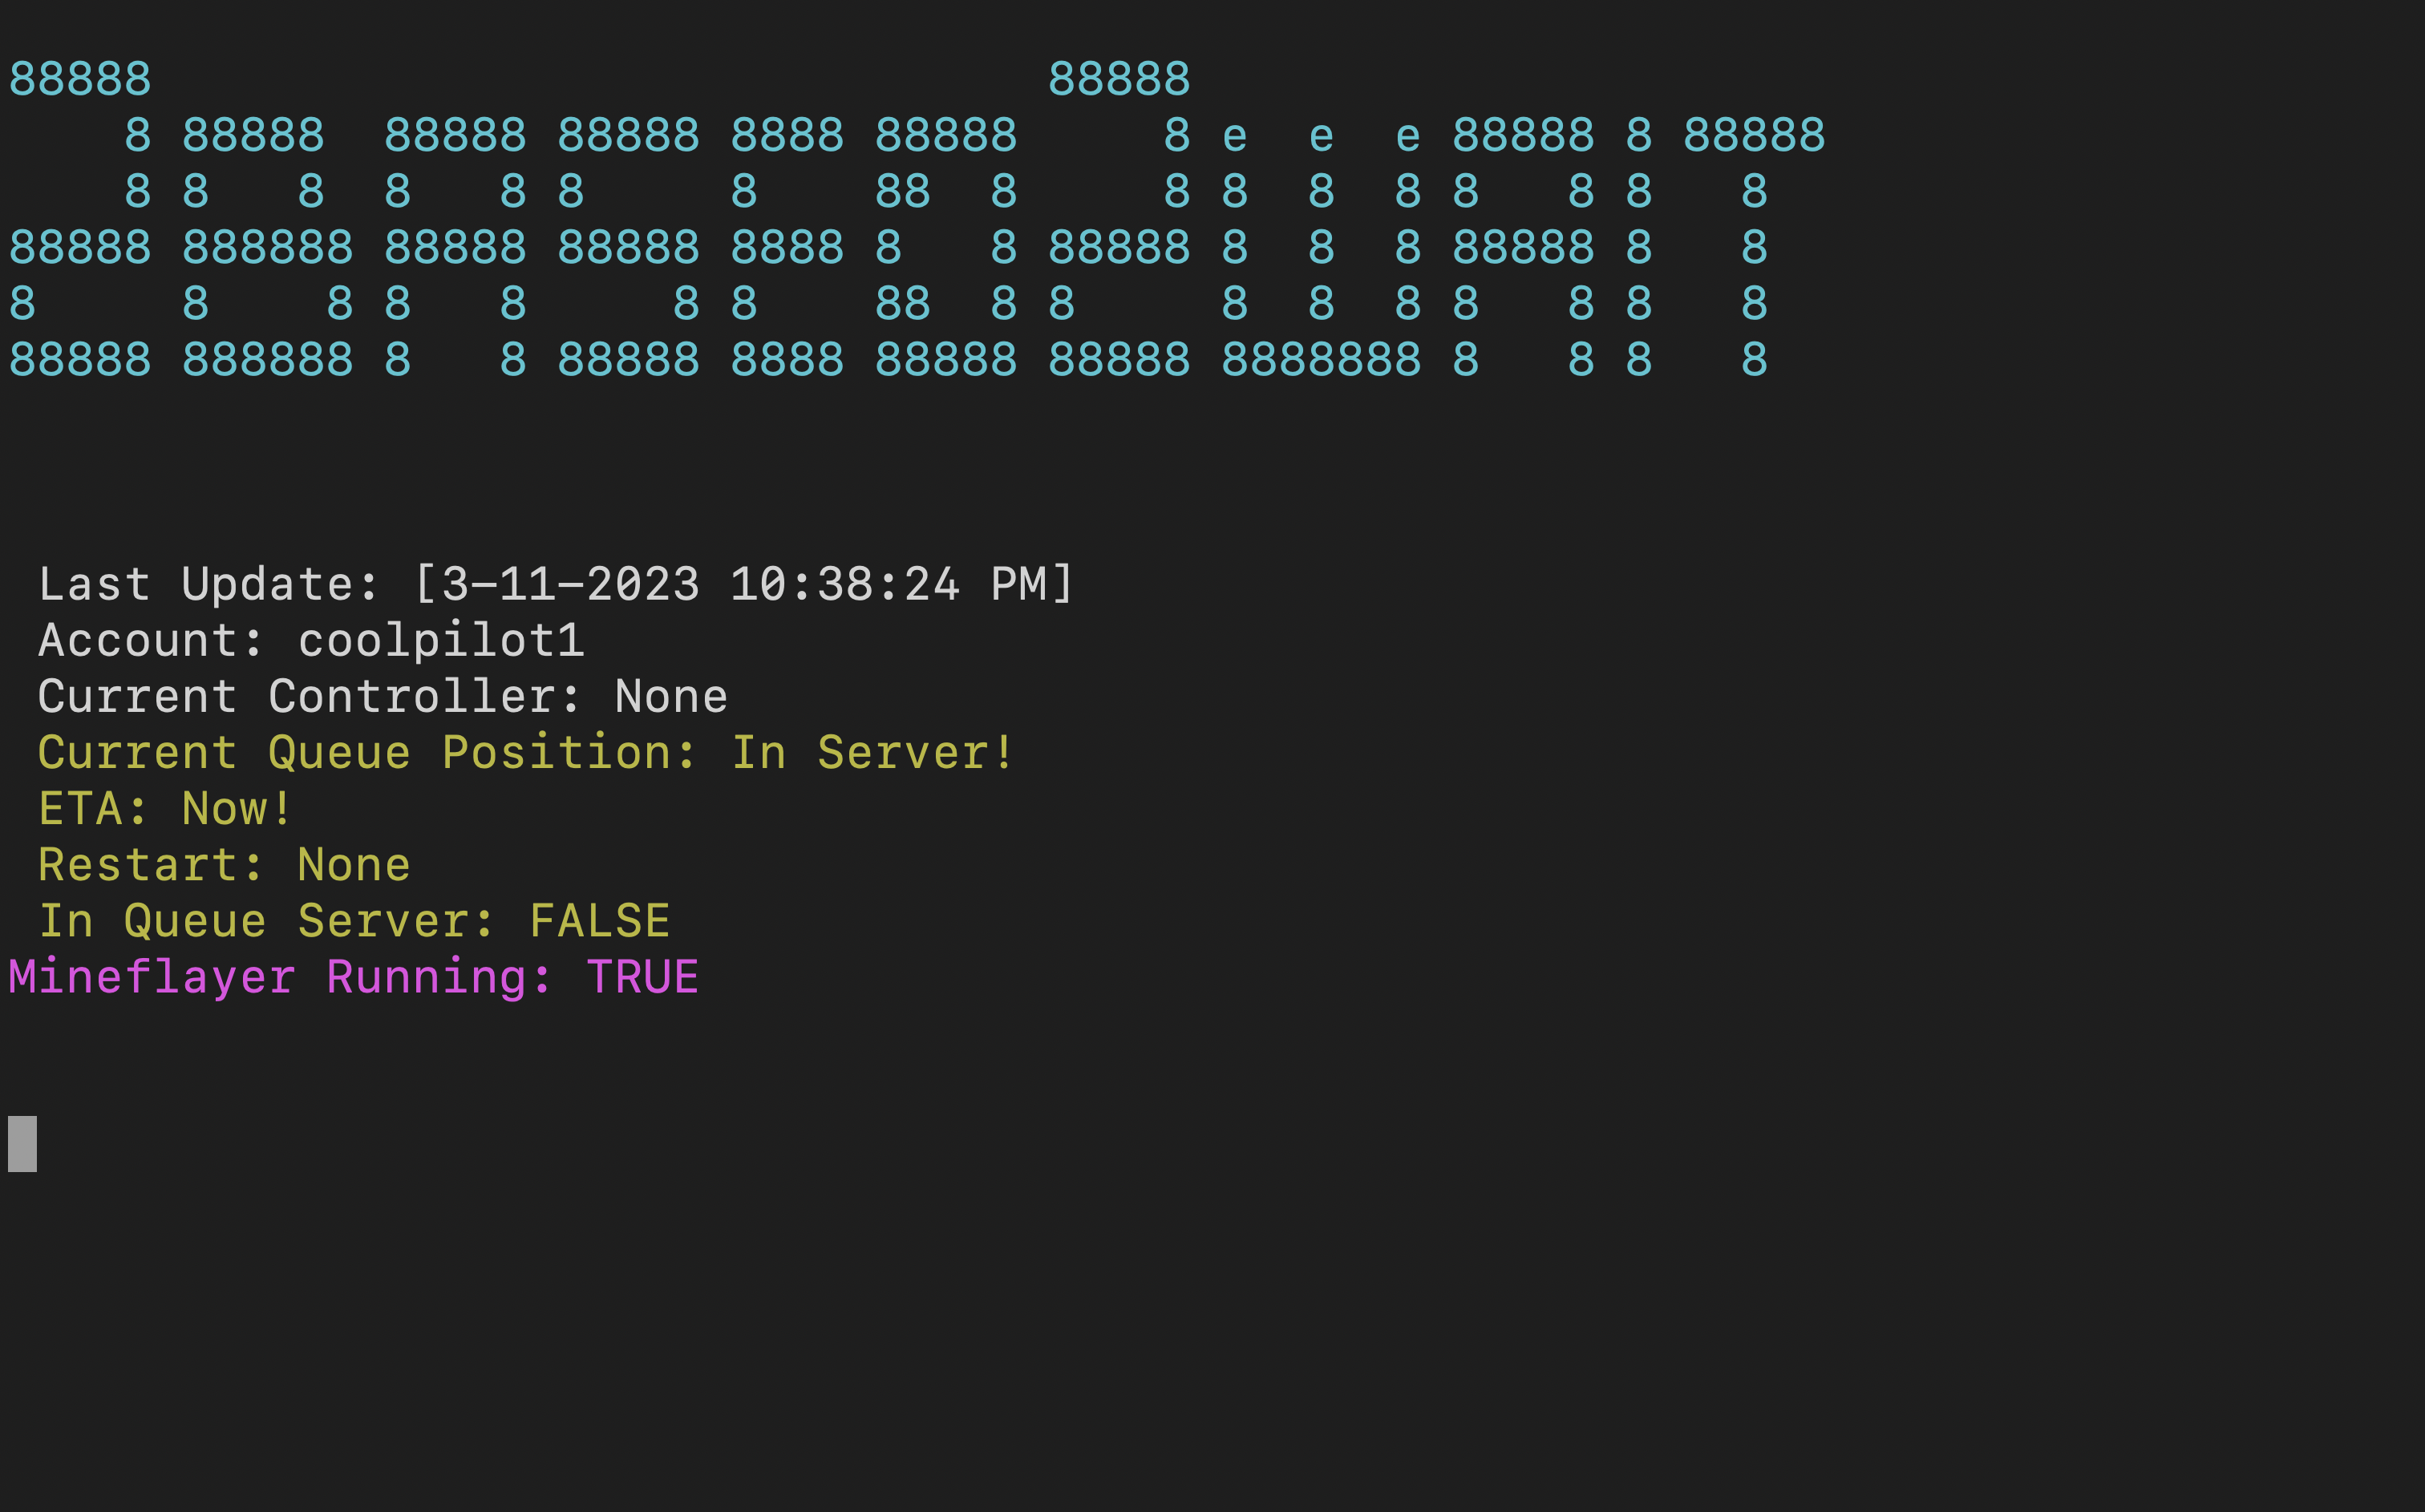 88888                               88888
    8 88888  88888 88888 8888 88888     8 e  e  e 88888 8 88888
    8 8   8  8   8 8     8    88  8     8 8  8  8 8   8 8   8
88888 888888 88888 88888 8888 8   8 88888 8  8  8 88888 8   8
8     8    8 8   8     8 8    88  8 8     8  8  8 8   8 8   8
88888 888888 8   8 88888 8888 88888 88888 8888888 8   8 8   8
Last Update: [3-11-2023 10:38:24 PM]
Account: coolpilot1
Current Controller: None
Current Queue Position: In Server!
ETA: Now!
Restart: None
In Queue Server: FALSE
Mineflayer Running: TRUE